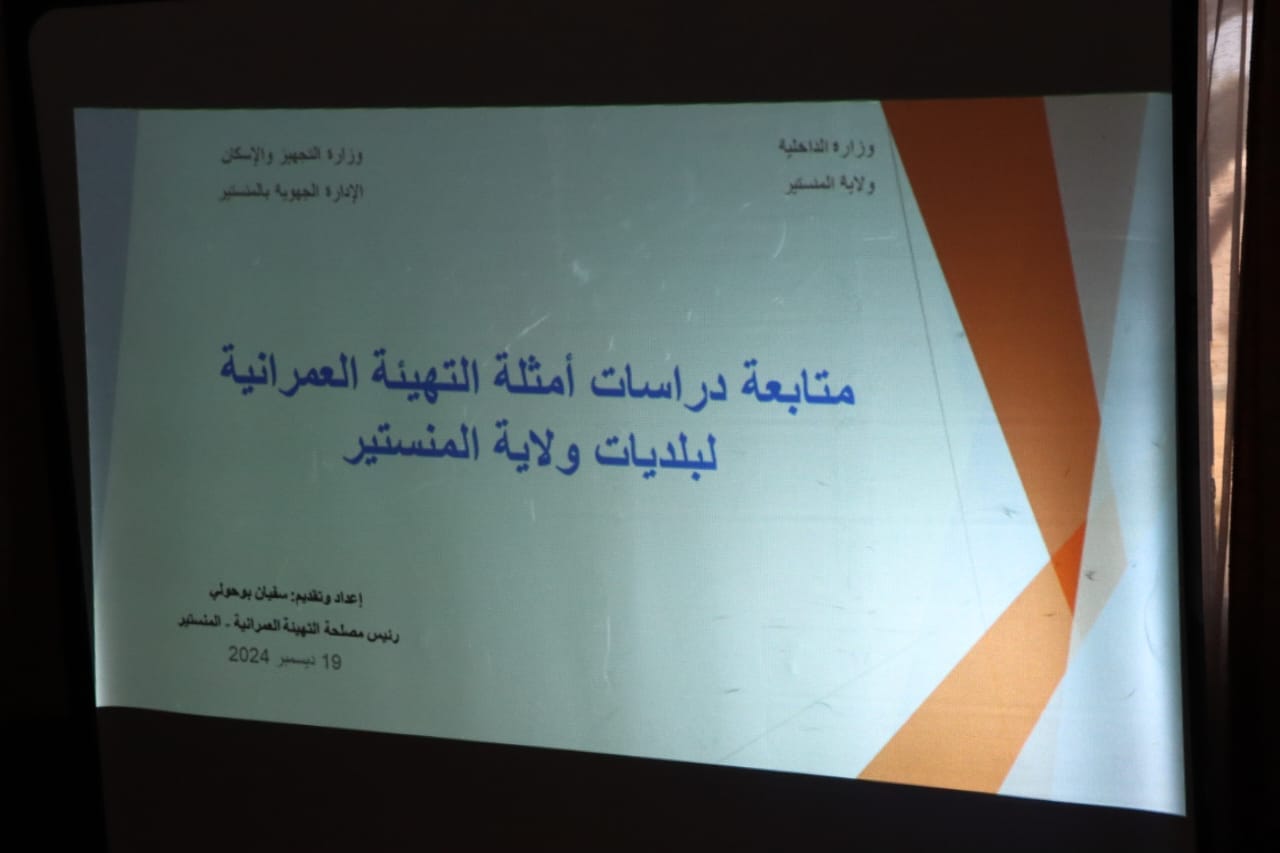 وزارة الداخلية
ولاية المنستير
وزارة التجهيز والإسكان
الإدارة الجهوية بالمنستير
متابعة دراسات أمثلة التهيئة العمرانية
لبلديات ولاية المنستير
إعداد وتقديم: سفيان بوحولي
رئيس مصلحة التهيئة العمرانية - المنستير
19 ديسمبر 2024